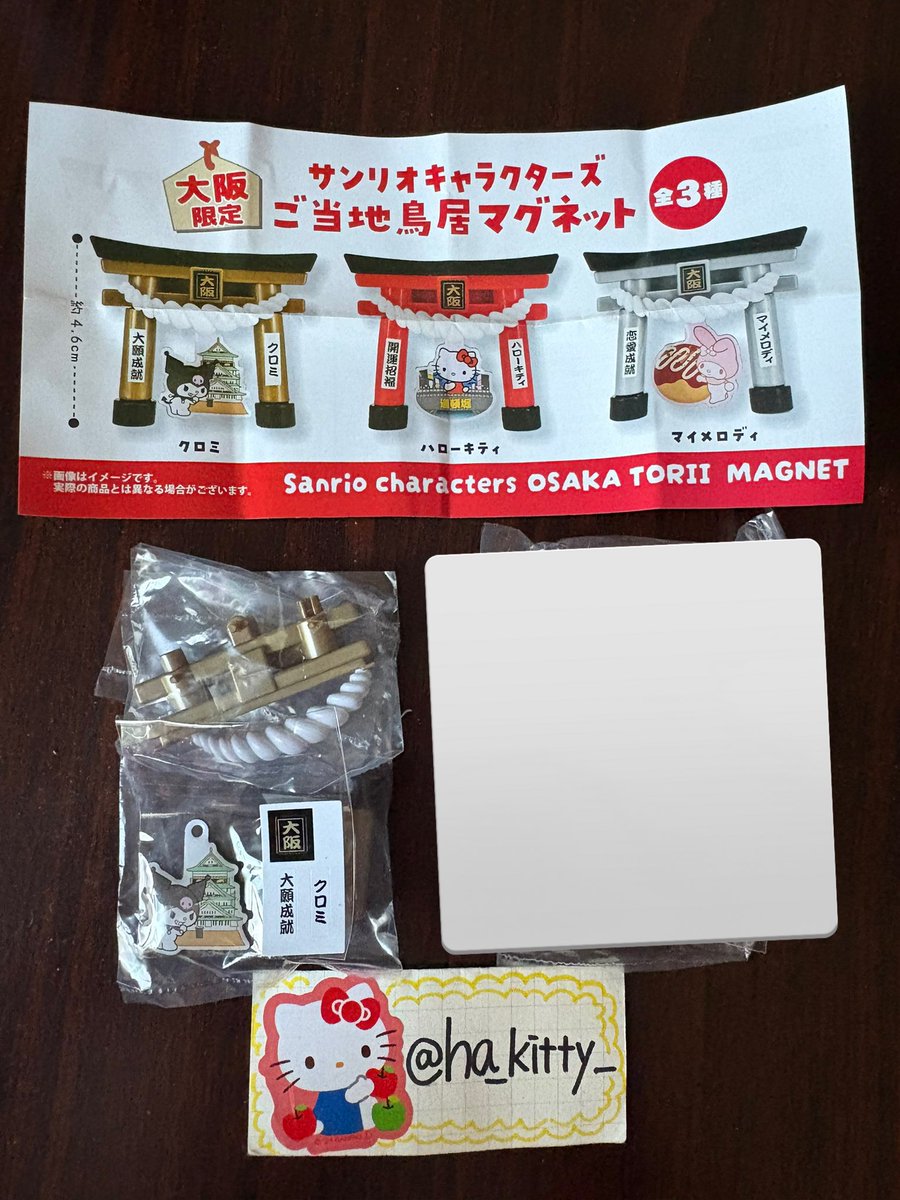 大阪
限定
サンリオキャラクターズ
ご当地鳥居マグネット
全3種
約4.6cm
大阪
大願成就
クロミ
クロミ
大阪
開運招福
ハローキティ
道頓堀
ハローキティ
大阪
恋愛成就
マイメロディ
マイメロディ
※画像はイメージです。
実際の商品とは異なる場合がございます。
Sanrio characters OSAKA TORII MAGNET
大阪
クロミ
大願成就
@ha_kitty_